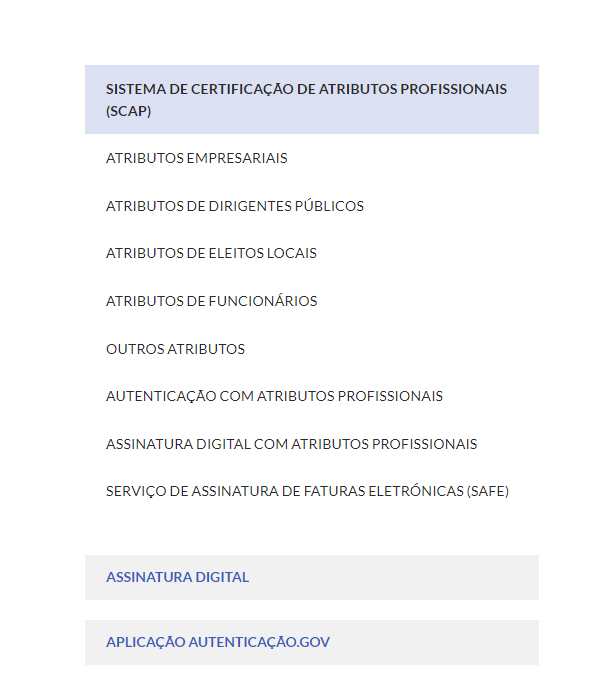 SISTEMA DE CERTIFICAÇÃO DE ATRIBUTOS PROFISSIONAIS
(SCAP)
ATRIBUTOS EMPRESARIAIS
ATRIBUTOS DE DIRIGENTES PÚBLICOS
ATRIBUTOS DE ELEITOS LOCAIS
ATRIBUTOS DE FUNCIONÁRIOS
OUTROS ATRIBUTOS
AUTENTICAÇÃO COM ATRIBUTOS PROFISSIONAIS
ASSINATURA DIGITAL COM ATRIBUTOS PROFISSIONAIS
SERVIÇO DE ASSINATURA DE FATURAS ELETRÓNICAS (SAFE)
ASSINATURA DIGITAL
APLICAÇÃO AUTENTICAÇÃO.GOV